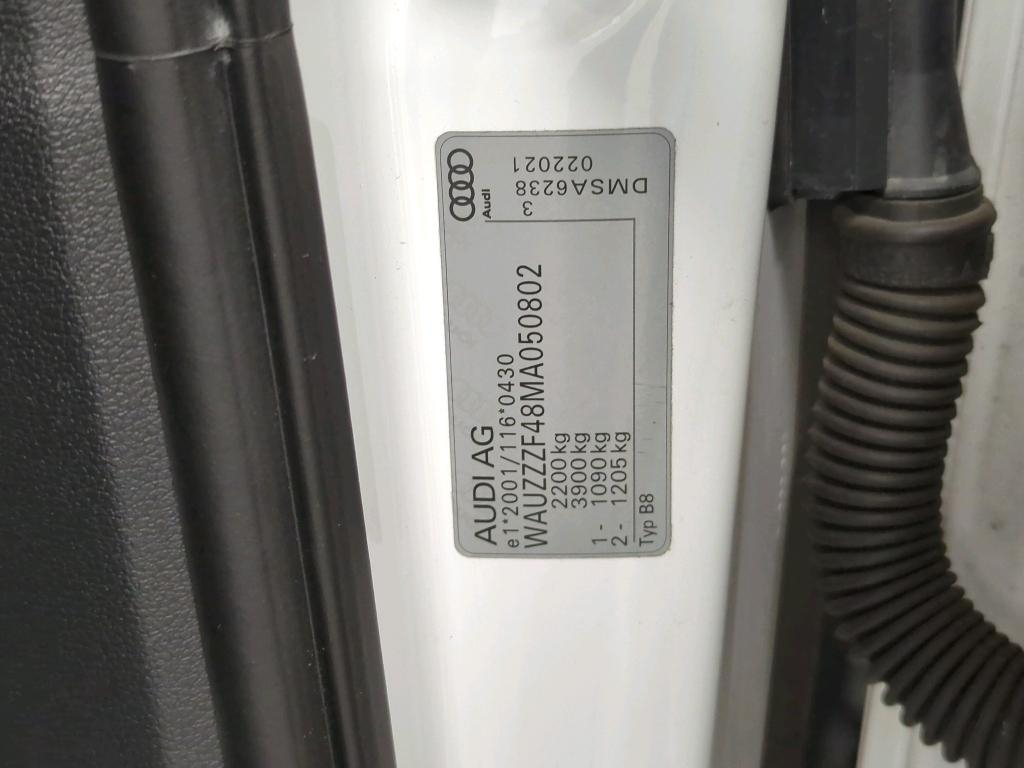 AUDI AG
e1*2001/116*0430
WAUZZZF48MA050802
2200kg
3900kg
1 - 1090kg
2 - 1205kg
Typ B8
Audi
022021
DMSA6238
3